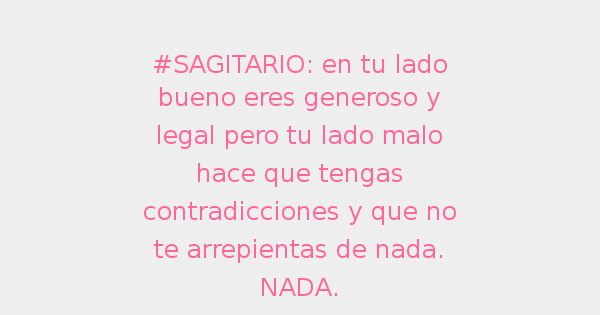 #SAGITARIO: en tu lado
bueno eres generoso y
legal pero tu lado malo
hace que tengas
contradicciones y que no
te arrepientas de nada.
NADA.